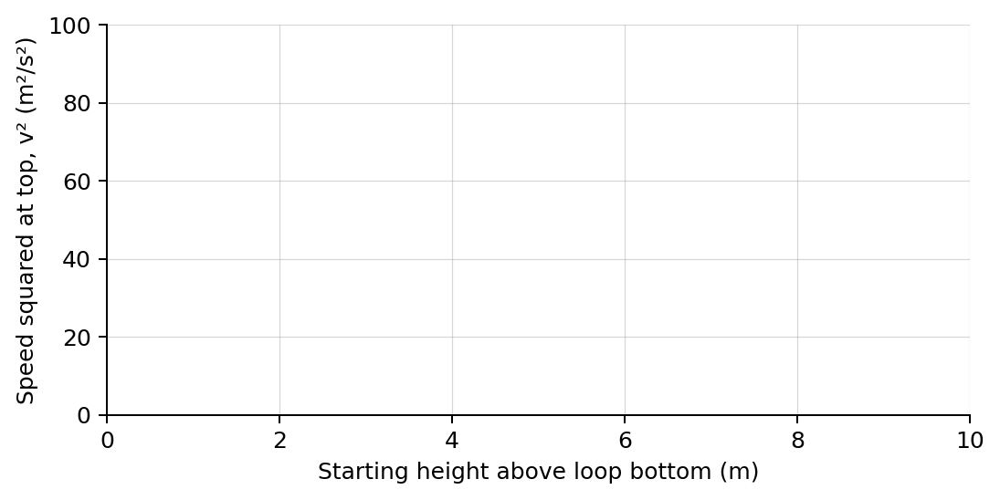 Speed squared at top, v² (m²/s²)
100
80
60
40
20
0
0 2 4 6 8 10
Starting height above loop bottom (m)